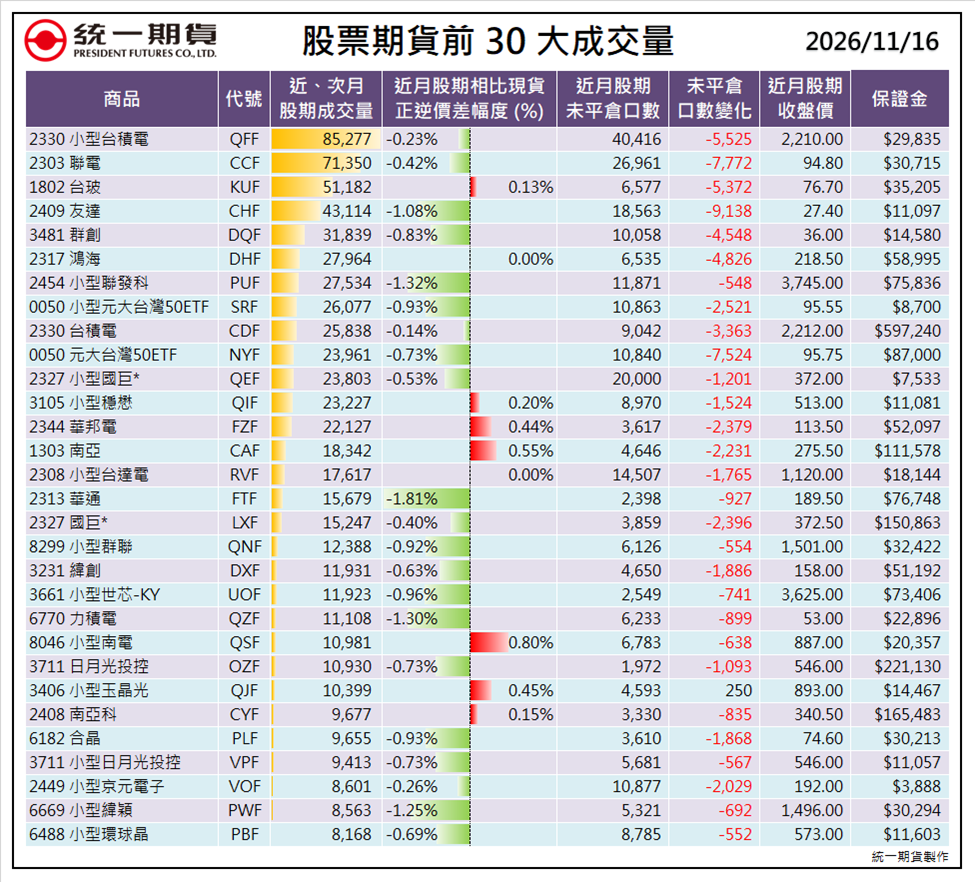 統一期貨
PRESIDENT FUTURES CO., LTD.
股票期貨前 30 大成交量
2026/11/16
商品 代號 近、次月股期成交量 近月股期相比現貨正逆價差幅度 (%) 近月股期未平倉口數 未平倉口數變化 近月股期收盤價 保證金
2330 小型台積電 QFF 85,277 -0.23% 40,416 -5,525 2,210.00 $29,835
2303 聯電 CCF 71,350 -0.42% 26,961 -7,772 94.80 $30,715
1802 台玻 KUF 51,182 0.13% 6,577 -5,372 76.70 $35,205
2409 友達 CHF 43,114 -1.08% 18,563 -9,138 27.40 $11,097
3481 群創 DQF 31,839 -0.83% 10,058 -4,548 36.00 $14,580
2317 鴻海 DHF 27,964 0.00% 6,535 -4,826 218.50 $58,995
2454 小型聯發科 PUF 27,534 -1.32% 11,871 -548 3,745.00 $75,836
0050 小型元大台灣50ETF SRF 26,077 -0.93% 10,863 -2,521 95.55 $8,700
2330 台積電 CDF 25,838 -0.14% 9,042 -3,363 2,212.00 $597,240
0050 元大台灣50ETF NYF 23,961 -0.73% 10,840 -7,524 95.75 $87,000
2327 小型國巨* QEF 23,803 -0.53% 20,000 -1,201 372.00 $7,533
3105 小型穩懋 QIF 23,227 0.20% 8,970 -1,524 513.00 $11,081
2344 華邦電 FZF 22,127 0.44% 3,617 -2,379 113.50 $52,097
1303 南亞 CAF 18,342 0.55% 4,646 -2,231 275.50 $111,578
2308 小型台達電 RVF 17,617 0.00% 14,507 -1,765 1,120.00 $18,144
2313 華通 FTF 15,679 -1.81% 2,398 -927 189.50 $76,748
2327 國巨* LXF 15,247 -0.40% 3,859 -2,396 372.50 $150,863
8299 小型群聯 QNF 12,388 -0.92% 6,126 -554 1,501.00 $32,422
3231 緯創 DXF 11,931 -0.63% 4,650 -1,886 158.00 $51,192
3661 小型世芯-KY UOF 11,923 -0.96% 2,549 -741 3,625.00 $73,406
6770 力積電 QZF 11,108 -1.30% 6,233 -899 53.00 $22,896
8046 小型南電 QSF 10,981 0.80% 6,783 -638 887.00 $20,357
3711 日月光投控 OZF 10,930 -0.73% 1,972 -1,093 546.00 $221,130
3406 小型玉晶光 QJF 10,399 0.45% 4,593 250 893.00 $14,467
2408 南亞科 CYF 9,677 0.15% 3,330 -835 340.50 $165,483
6182 合晶 PLF 9,655 -0.93% 3,610 -1,868 74.60 $30,213
3711 小型日月光投控 VPF 9,413 -0.73% 5,681 -567 546.00 $11,057
2449 小型京元電子 VOF 8,601 -0.26% 10,877 -2,029 192.00 $3,888
6669 小型緯穎 PWF 8,563 -1.25% 5,321 -692 1,496.00 $30,294
6488 小型環球晶 PBF 8,168 -0.69% 8,785 -552 573.00 $11,603
統一期貨製作